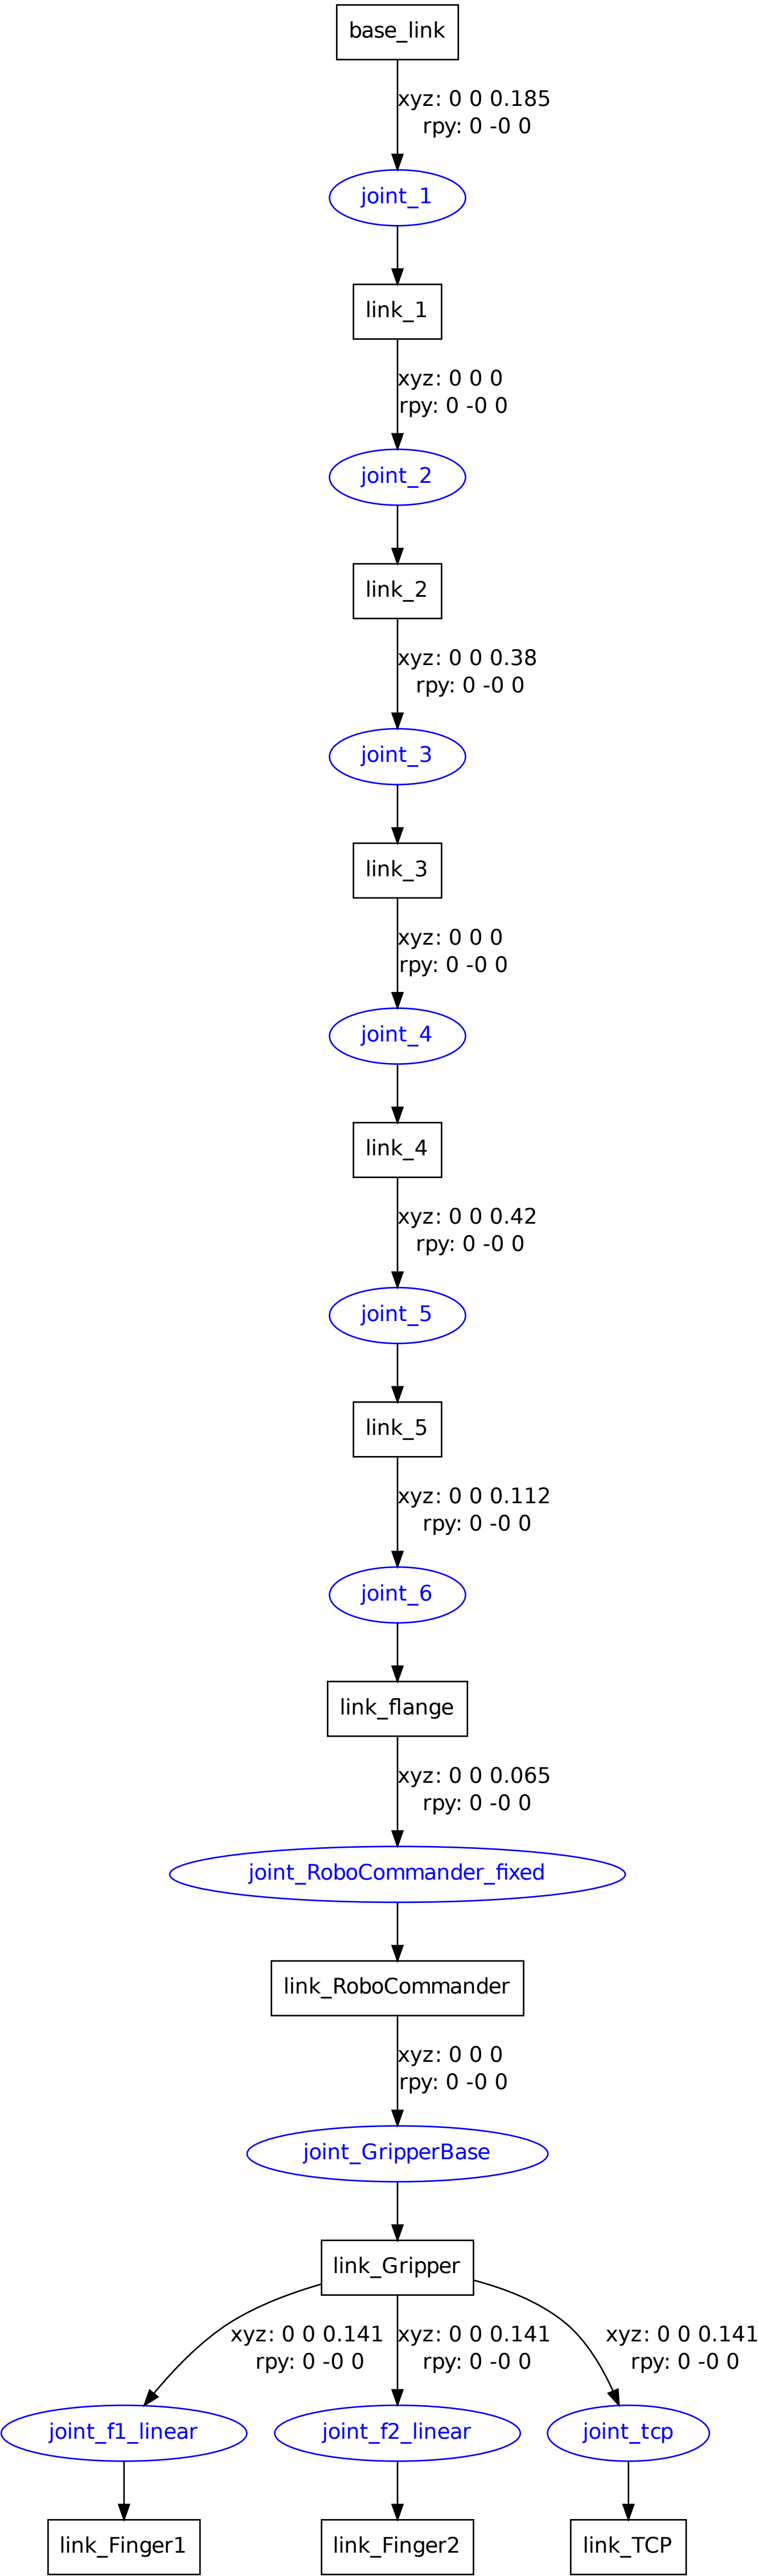 base_link
xyz: 0 0 0.185
rpy: 0 -0 0
joint_1
link_1
xyz: 0 0 0
rpy: 0 -0 0
joint_2
link_2
xyz: 0 0 0.38
rpy: 0 -0 0
joint_3
link_3
xyz: 0 0 0
rpy: 0 -0 0
joint_4
link_4
xyz: 0 0 0.42
rpy: 0 -0 0
joint_5
link_5
xyz: 0 0 0.112
rpy: 0 -0 0
joint_6
link_flange
xyz: 0 0 0.065
rpy: 0 -0 0
joint_RoboCommander_fixed
link_RoboCommander
xyz: 0 0 0
rpy: 0 -0 0
joint_GripperBase
link_Gripper
xyz: 0 0 0.141
rpy: 0 -0 0
xyz: 0 0 0.141
rpy: 0 -0 0
xyz: 0 0 0.141
rpy: 0 -0 0
joint_f1_linear
joint_f2_linear
joint_tcp
link_Finger1
link_Finger2
link_TCP